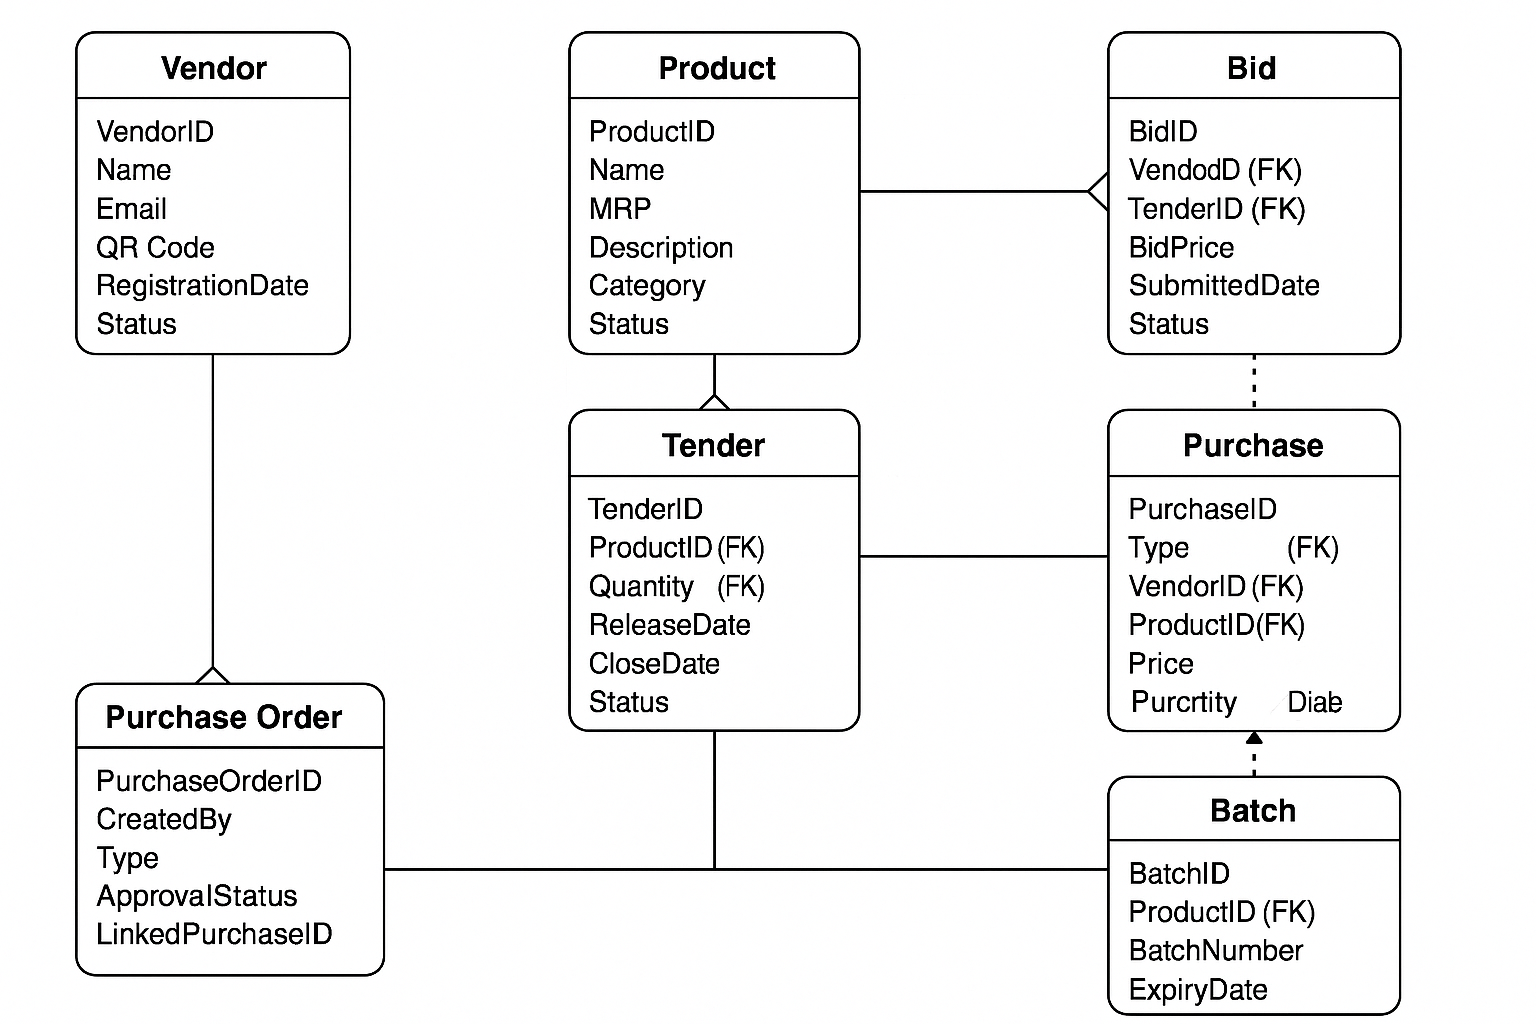 Vendor
VendorID
Name
Email
QR Code
RegistrationDate
Status
Product
ProductID
Name
MRP
Description
Category
Status
Bid
BidID
VendodD (FK)
TenderID (FK)
BidPrice
SubmittedDate
Status
Tender
TenderID
ProductID (FK)
Quantity (FK)
ReleaseDate
CloseDate
Status
Purchase
PurchaseID
Type (FK)
VendorID (FK)
ProductID(FK)
Price
Purcrtity Diab
Purchase Order
PurchaseOrderID
CreatedBy
Type
ApprovalStatus
LinkedPurchaseID
Batch
BatchID
ProductID (FK)
BatchNumber
ExpiryDate